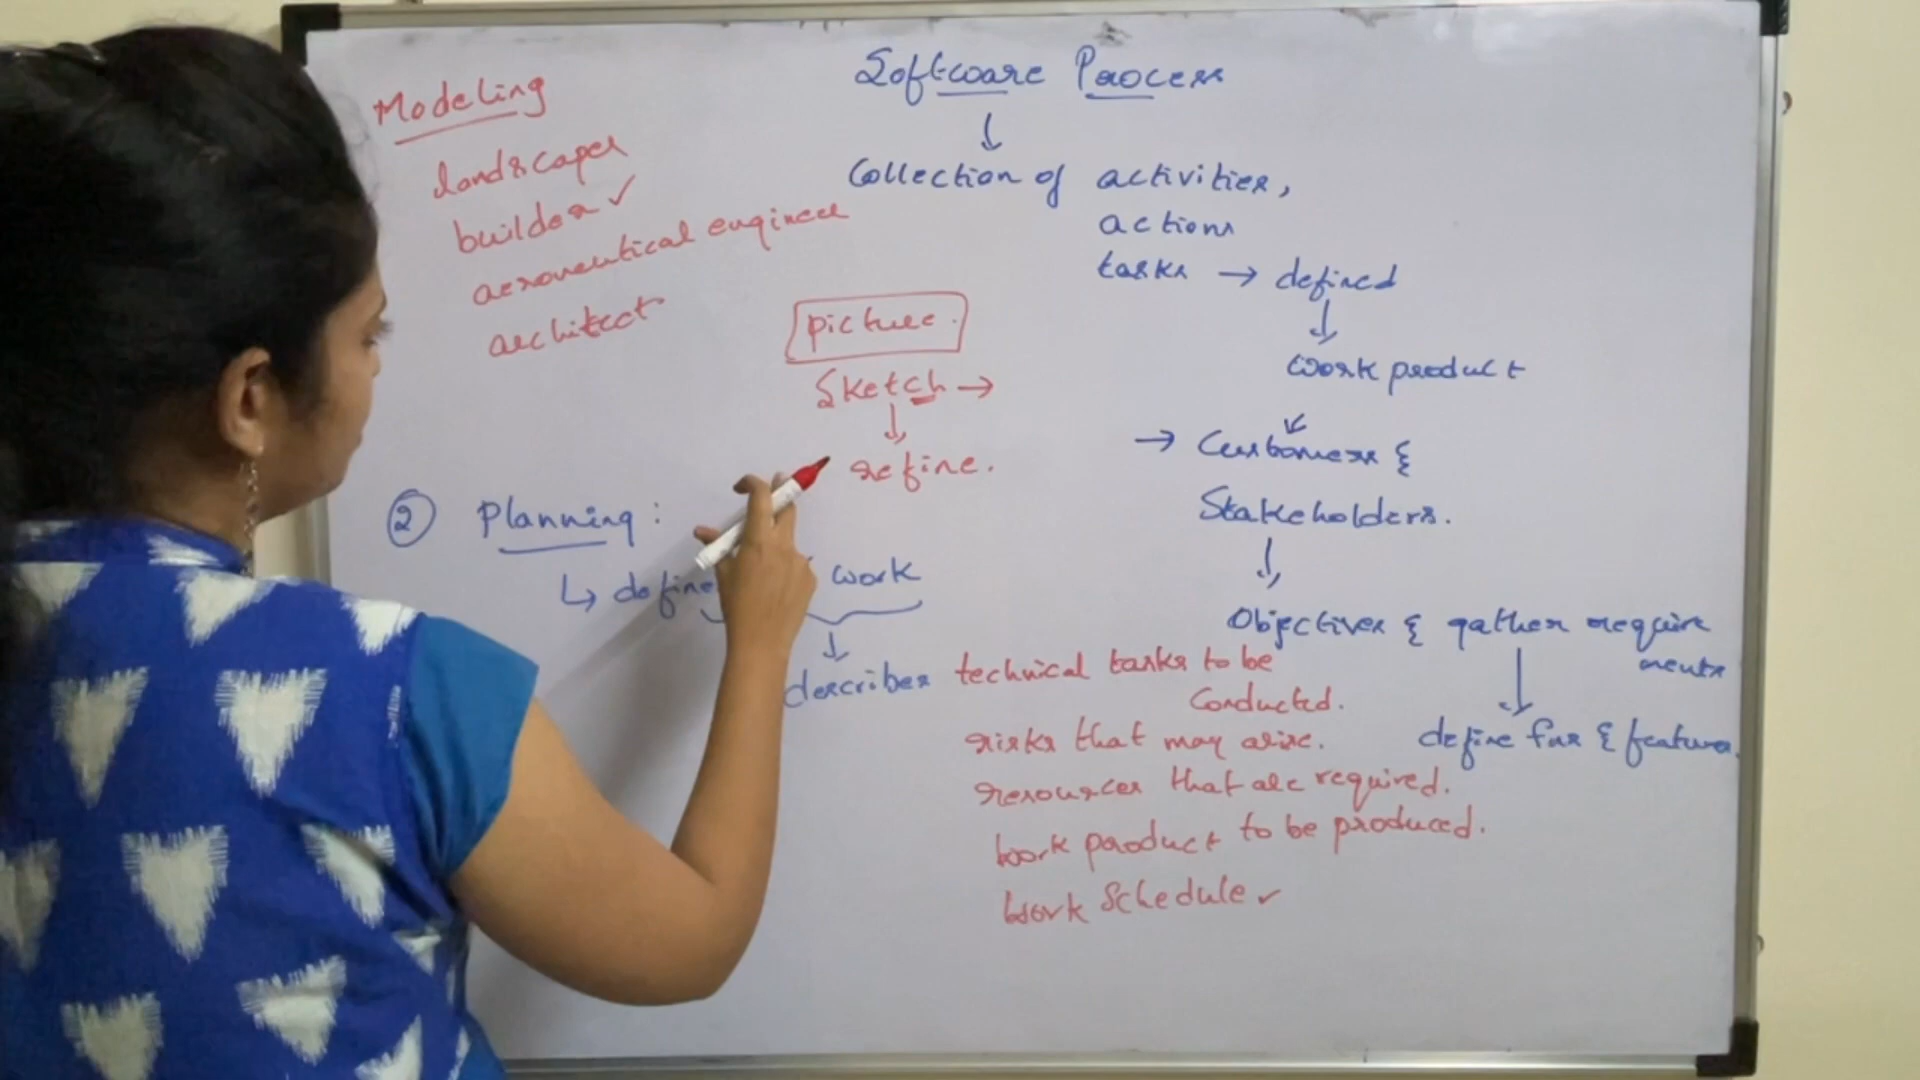 Software Process
↓
Collection of activities,
actions
tasks → defined
↓
Work product
→ Customers &
Stakeholders.
↓
Objectives & gather require
ments
↓
define fns & features
Modeling
landscaper
builder ✓
aeronautical engineer
architect
picture.
Sketch →
↓
refine.
② Planning:
↳ define work
↓
describes technical tasks to be
Conducted.
risks that may arise.
resources that are required.
Work product to be produced.
Work Schedule ✓